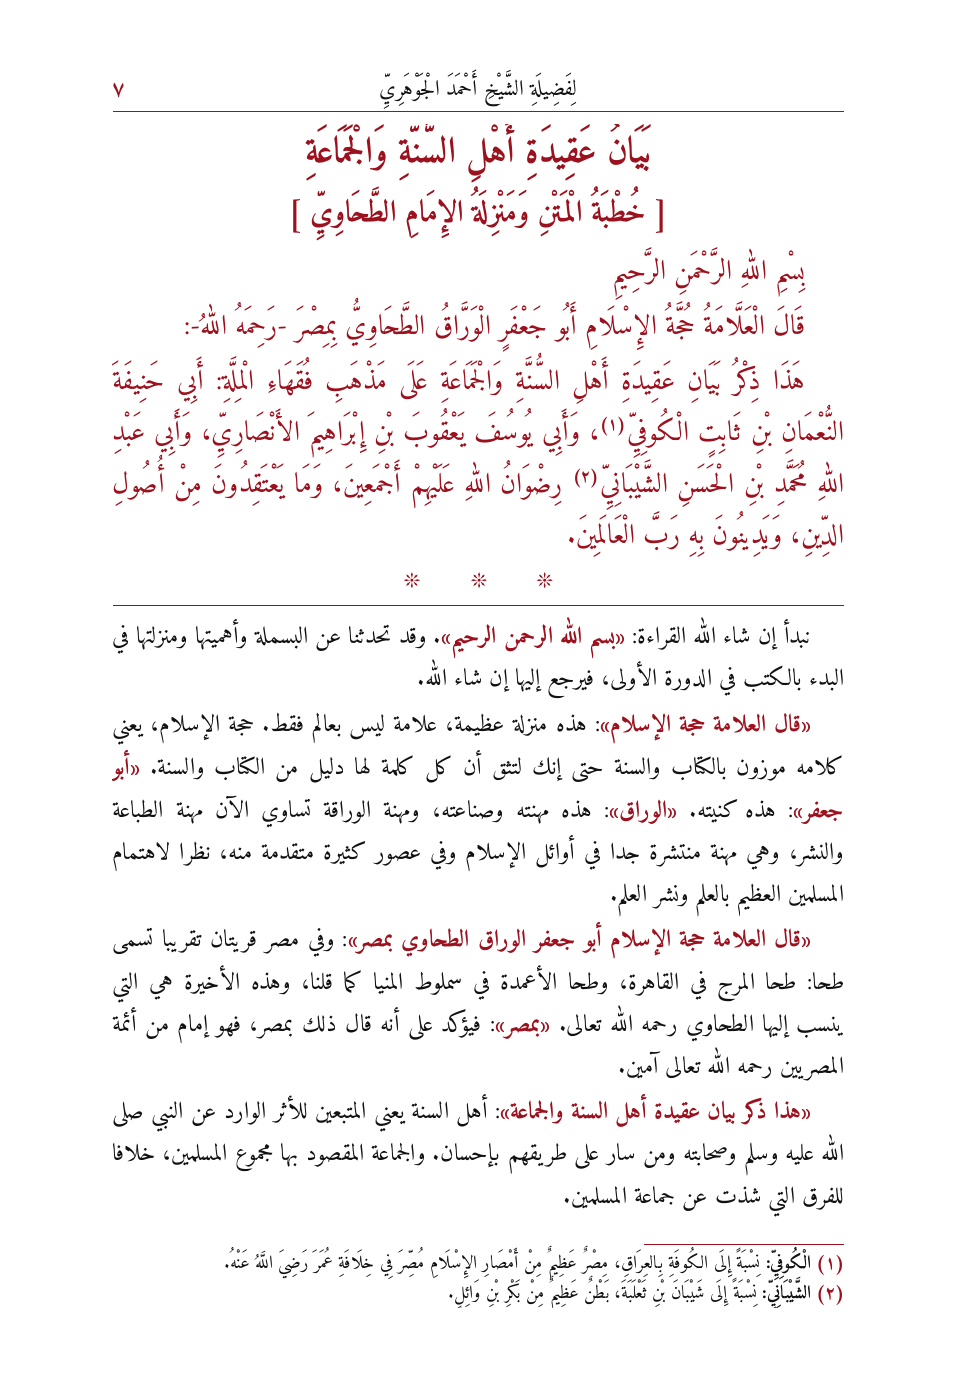 لِفَضِيلَةِ الشَّيْخِ أَحْمَدَ الْجَوْهَرِيِّ ٧
بَيَانُ عَقِيدَةِ أَهْلِ السُّنَّةِ وَالْجَمَاعَةِ
[ خُطْبَةُ الْمَتْنِ وَمَنْزِلَةُ الإِمَامِ الطَّحَاوِيِّ ]
بِسْمِ اللهِ الرَّحْمَنِ الرَّحِيمِ
قَالَ الْعَلَّامَةُ حُجَّةُ الإِسْلَامِ أَبُو جَعْفَرٍ الْوَرَّاقُ الطَّحَاوِيُّ بِمِصْرَ -رَحِمَهُ اللهُ-:
هَذَا ذِكْرُ بَيَانِ عَقِيدَةِ أَهْلِ السُّنَّةِ وَالْجَمَاعَةِ عَلَى مَذْهَبِ فُقَهَاءِ الْمِلَّةِ: أَبِي حَنِيفَةَ
النُّعْمَانِ بْنِ ثَابِتٍ الْكُوفِيِّ(١)، وَأَبِي يُوسُفَ يَعْقُوبَ بْنِ إِبْرَاهِيمَ الأَنْصَارِيِّ، وَأَبِي عَبْدِ
اللهِ مُحَمَّدِ بْنِ الْحَسَنِ الشَّيْبَانِيِّ(٢) رِضْوَانُ اللهِ عَلَيْهِمْ أَجْمَعِينَ، وَمَا يَعْتَقِدُونَ مِنْ أُصُولِ
الدِّينِ، وَيَدِينُونَ بِهِ رَبَّ الْعَالَمِينَ.
❊ ❊ ❊
نبدأ إن شاء الله القراءة: «بسم الله الرحمن الرحيم». وقد تحدثنا عن البسملة وأهميتها ومنزلتها في
البدء بالكتب في الدورة الأولى، فيرجع إليها إن شاء الله.
«قال العلامة حجة الإسلام»: هذه منزلة عظيمة، علامة ليس بعالم فقط. حجة الإسلام، يعني
كلامه موزون بالكتاب والسنة حتى إنك لتثق أن كل كلمة لها دليل من الكتاب والسنة. «أبو
جعفر»: هذه كنيته. «الوراق»: هذه مهنته وصناعته، ومهنة الوراقة تساوي الآن مهنة الطباعة
والنشر، وهي مهنة منتشرة جدا في أوائل الإسلام وفي عصور كثيرة متقدمة منه، نظرا لاهتمام
المسلمين العظيم بالعلم ونشر العلم.
«قال العلامة حجة الإسلام أبو جعفر الوراق الطحاوي بمصر»: وفي مصر قريتان تقريبا تسمى
طحا: طحا المرج في القاهرة، وطحا الأعمدة في سملوط المنيا كما قلنا، وهذه الأخيرة هي التي
ينسب إليها الطحاوي رحمه الله تعالى. «بمصر»: فيؤكد على أنه قال ذلك بمصر، فهو إمام من أئمة
المصريين رحمه الله تعالى آمين.
«هذا ذكر بيان عقيدة أهل السنة والجماعة»: أهل السنة يعني المتبعين للأثر الوارد عن النبي صلى
الله عليه وسلم وصحابته ومن سار على طريقهم بإحسان. والجماعة المقصود بها مجموع المسلمين، خلافا
للفرق التي شذت عن جماعة المسلمين.
(١) الْكُوفِيِّ: نِسْبَةً إِلَى الكُوفَةِ بِالعِرَاقِ، مِصْرٌ عَظِيمٌ مِنْ أَمْصَارِ الإِسْلَامِ مُصِّرَ فِي خِلَافَةِ عُمَرَ رَضِيَ اللَّهُ عَنْهُ.
(٢) الشَّيْبَانِيِّ: نِسْبَةً إِلَى شَيْبَانَ بْنِ ثَعْلَبَةَ، بَطْنٌ عَظِيمٌ مِنْ بَكْرِ بْنِ وَائِلٍ.